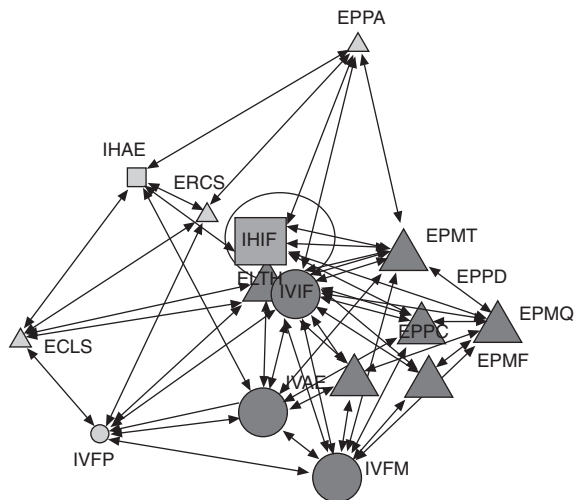 EPPA
IHAE
ERCS
IHIF
EPMT
ELTH
EPPD
IVIF
EPMQ
EPPC
ECLS
EPMF
IVAE
IVFP
IVFM